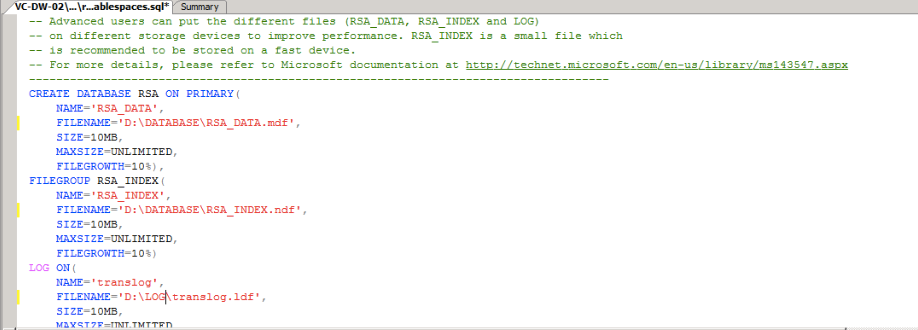 VC-DW-02\...\r...ablespaces.sql* Summary
-- Advanced users can put the different files (RSA_DATA, RSA_INDEX and LOG)
-- on different storage devices to improve performance. RSA_INDEX is a small file which
-- is recommended to be stored on a fast device.
-- For more details, please refer to Microsoft documentation at http://technet.microsoft.com/en-us/library/ms143547.aspx
--------------------------------------------------------------------------------
CREATE DATABASE RSA ON PRIMARY(
NAME='RSA_DATA',
FILENAME='D:\DATABASE\RSA_DATA.mdf',
SIZE=10MB,
MAXSIZE=UNLIMITED,
FILEGROWTH=10%),
FILEGROUP RSA_INDEX(
NAME='RSA_INDEX',
FILENAME='D:\DATABASE\RSA_INDEX.ndf',
SIZE=10MB,
MAXSIZE=UNLIMITED,
FILEGROWTH=10%)
LOG ON(
NAME='translog',
FILENAME='D:\LOG\translog.ldf',
SIZE=10MB,
MAXSIZE=UNLIMITED